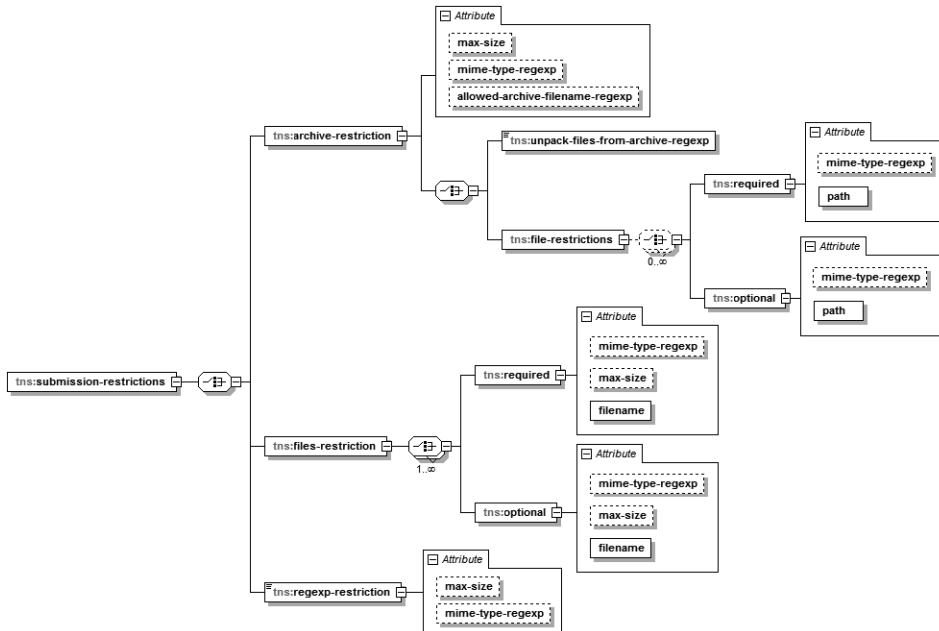 Attribute
max-size
mime-type-regexp
allowed-archive-filename-regexp
tns:archive-restriction
tns:unpack-files-from-archive-regexp
Attribute
mime-type-regexp
path
tns:required
tns:file-restrictions
0..∞
Attribute
mime-type-regexp
path
tns:optional
tns:submission-restrictions
Attribute
mime-type-regexp
max-size
filename
tns:required
tns:files-restriction
1..∞
Attribute
mime-type-regexp
max-size
filename
tns:optional
tns:regexp-restriction
Attribute
max-size
mime-type-regexp